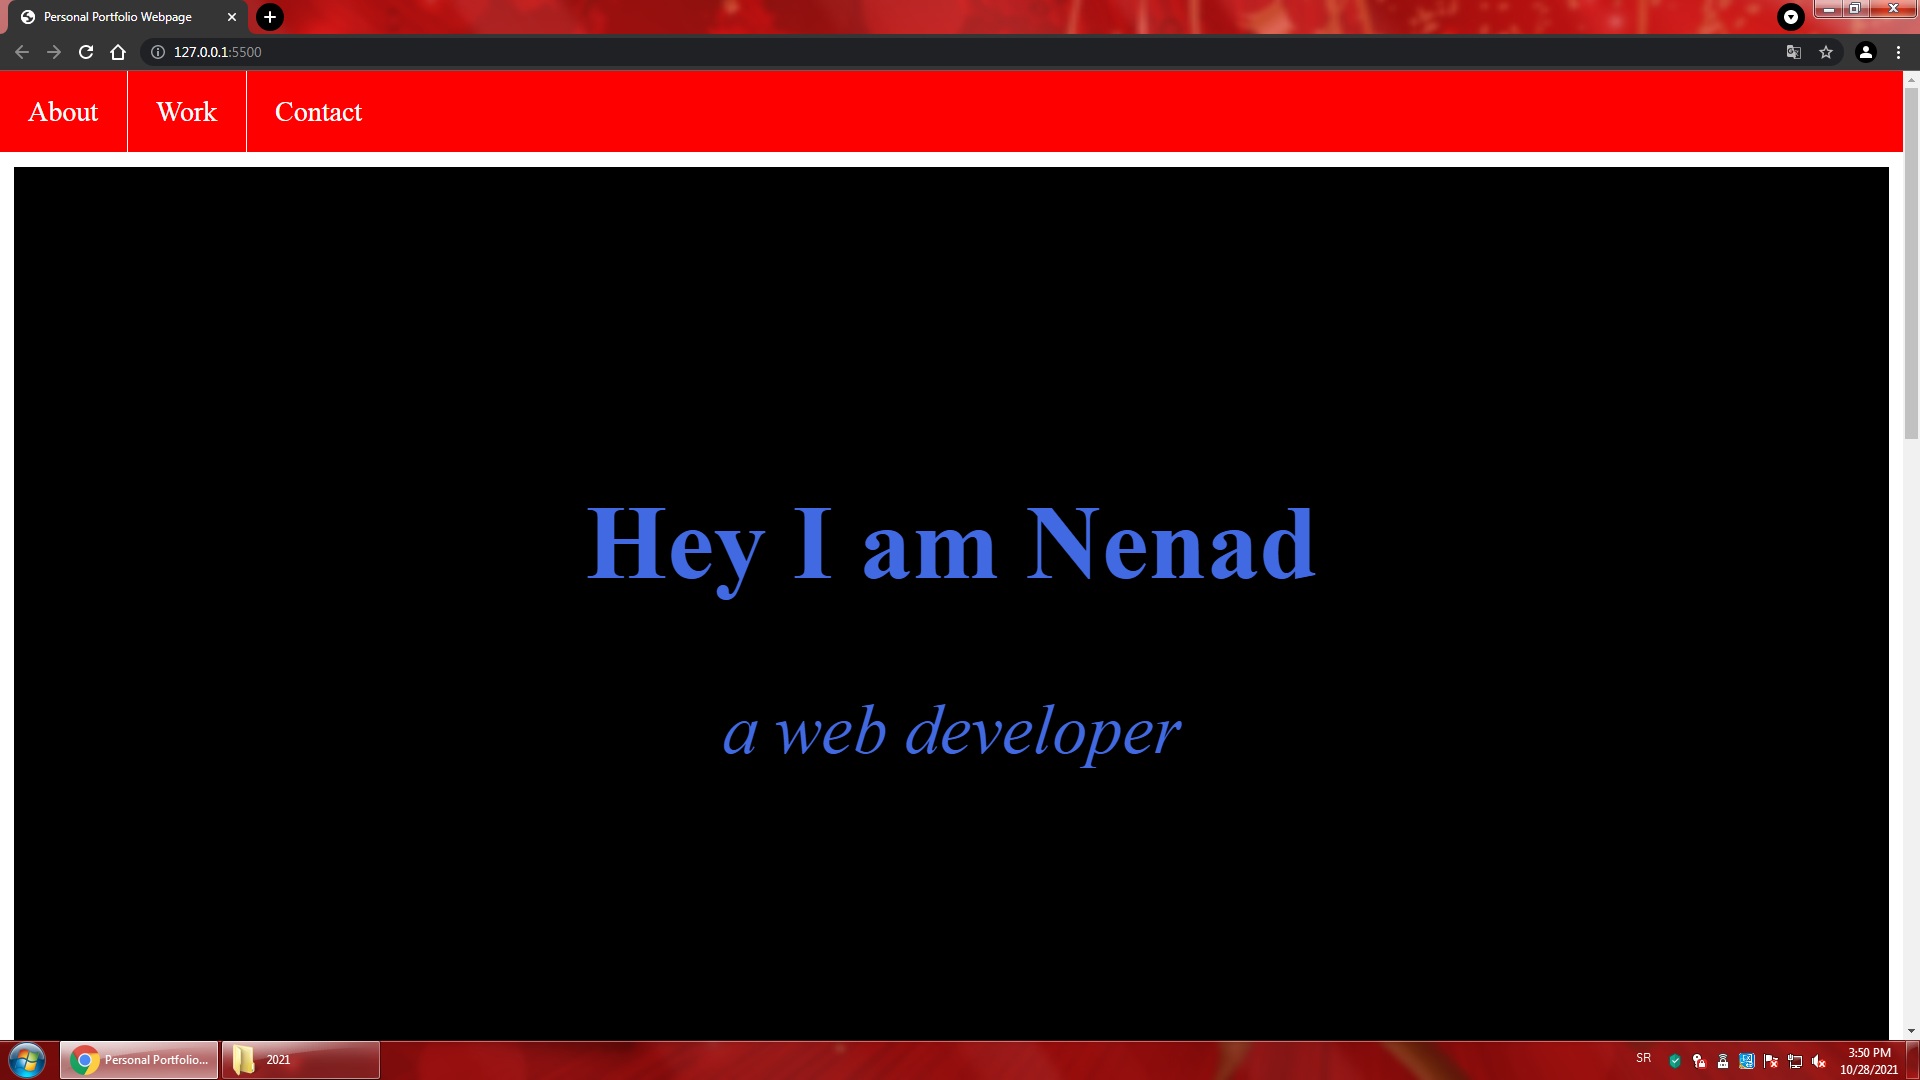 Personal Portfolio Webpage
127.0.0.1:5500
About
Work
Contact
Hey I am Nenad
a web developer
Personal Portfolio...
2021
SR
3:50 PM
10/28/2021